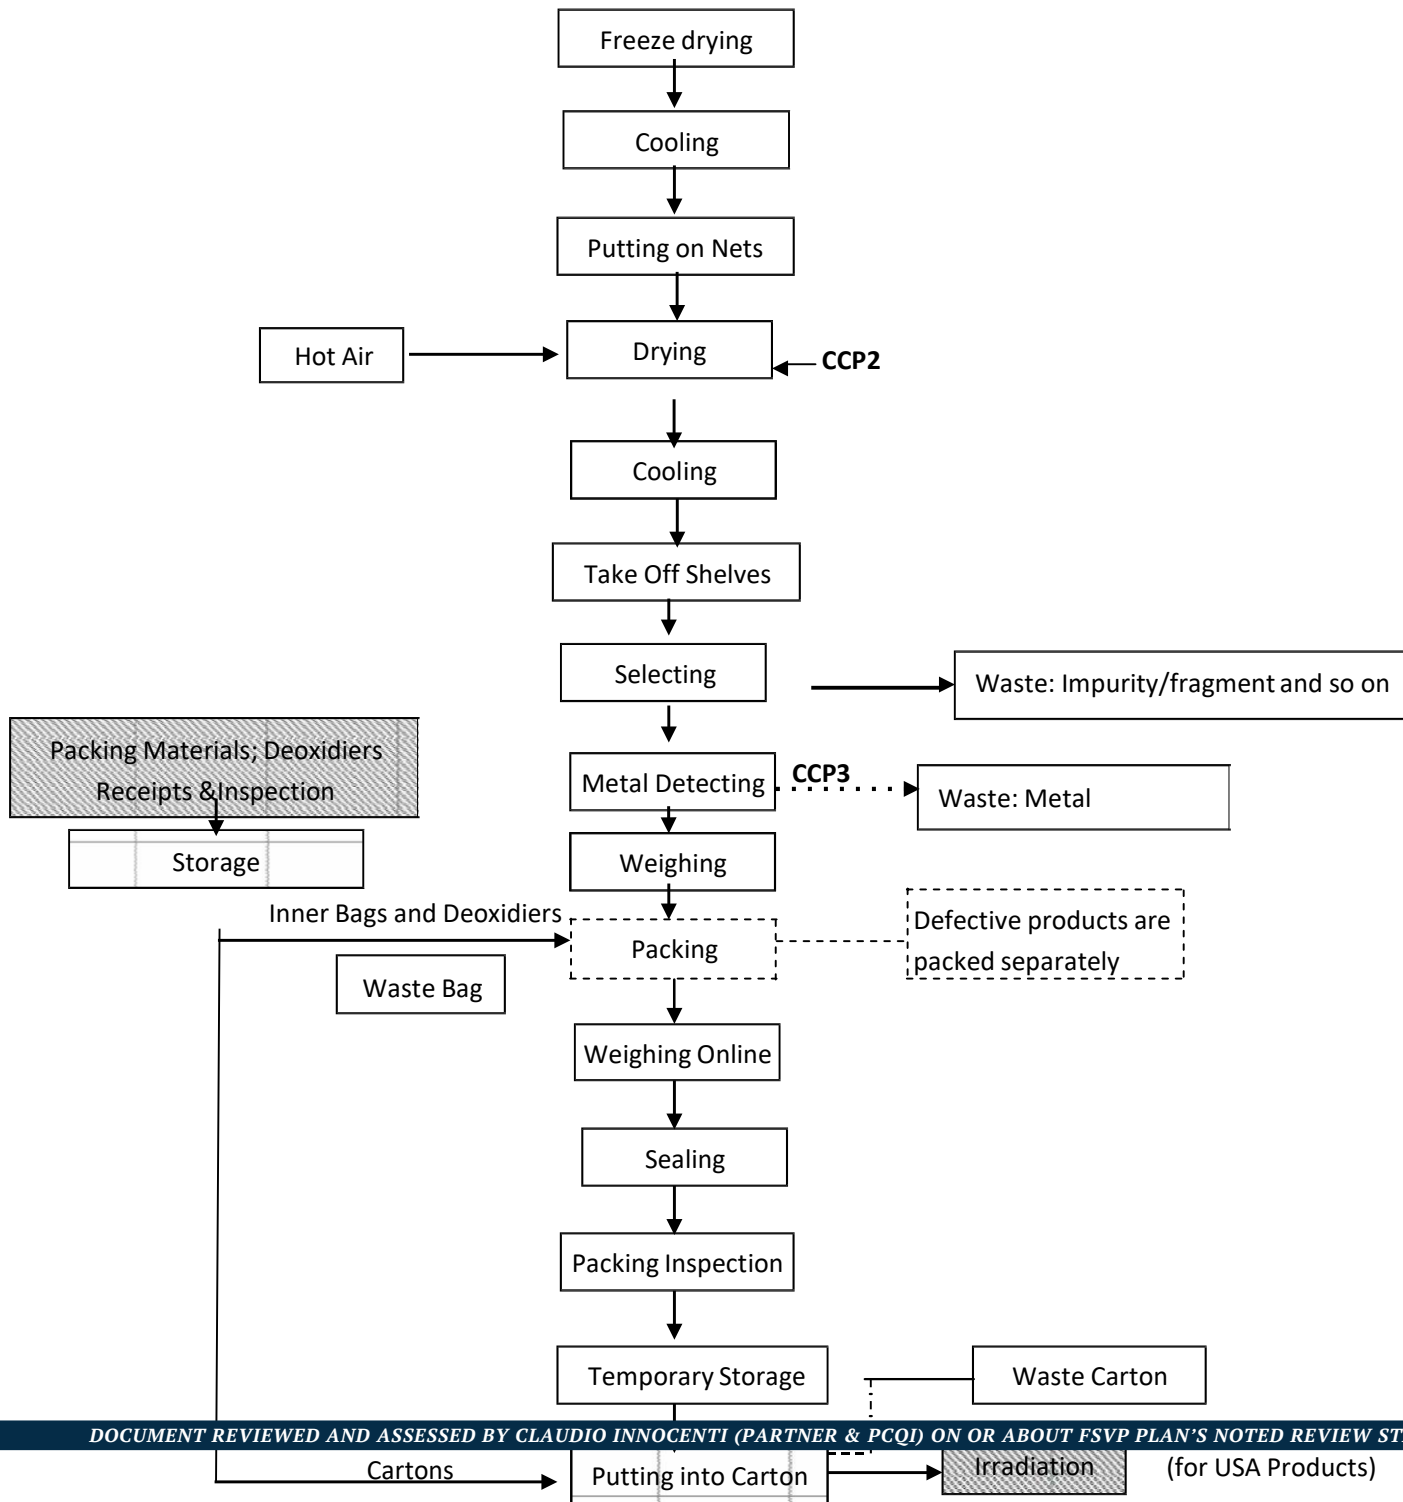 Freeze drying
Cooling
Putting on Nets
Hot Air
Drying
CCP2
Cooling
Take Off Shelves
Selecting
Waste: Impurity/fragment and so on
Packing Materials; Deoxidiers
Receipts &Inspection
Metal Detecting
CCP3
Waste: Metal
Storage
Weighing
Inner Bags and Deoxidiers
Packing
Defective products are
packed separately
Waste Bag
Weighing Online
Sealing
Packing Inspection
Temporary Storage
Waste Carton
DOCUMENT REVIEWED AND ASSESSED BY CLAUDIO INNOCENTI (PARTNER & PCQI) ON OR ABOUT FSVP PLAN'S NOTED REVIEW
Cartons
Putting into Carton
Irradiation
(for USA Products)